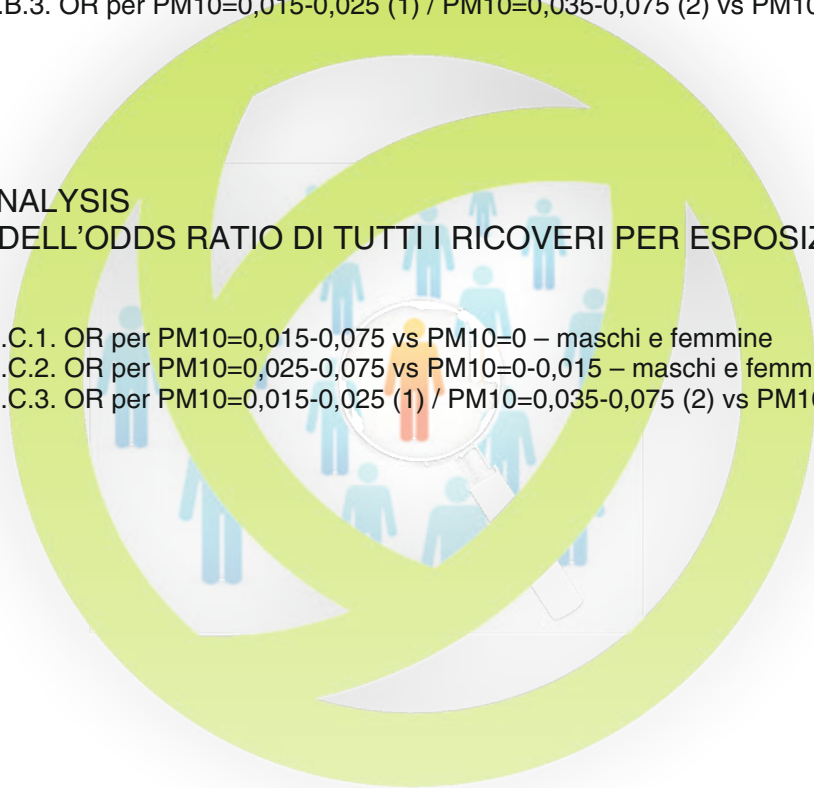 .B.3. OR per PM10=0,015-0,025 (1) / PM10=0,035-0,075 (2) vs PM10
NALYSIS
DELL'ODDS RATIO DI TUTTI I RICOVERI PER ESPOSIZ
.C.1. OR per PM10=0,015-0,075 vs PM10=0 – maschi e femmine
.C.2. OR per PM10=0,025-0,075 vs PM10=0-0,015 – maschi e femm
.C.3. OR per PM10=0,015-0,025 (1) / PM10=0,035-0,075 (2) vs PM10